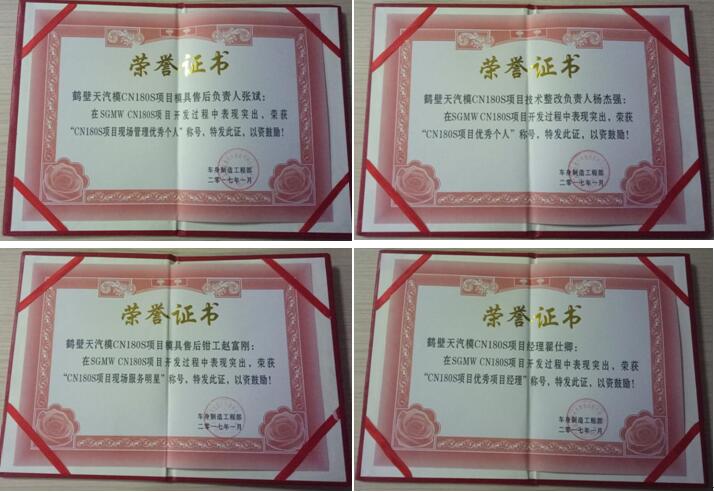 荣誉证书
鹤壁天汽模CN180S项目模具售后负责人张斌：
在SGMW CN180S项目开发过程中表现突出，荣获
“CN180S项目现场管理优秀个人”称号，特发此证，以资鼓励！
车身制造工程部
二零一七年一月
荣誉证书
鹤壁天汽模CN180S项目技术整改负责人杨杰强：
在SGMW CN180S项目开发过程中表现突出，荣获
“CN180S项目优秀个人”称号，特发此证，以资鼓励！
车身制造工程部
二零一七年一月
荣誉证书
鹤壁天汽模CN180S项目模具售后钳工赵富刚：
在SGMW CN180S项目开发过程中表现突出，荣获
“CN180S项目现场服务明星”称号，特发此证，以资鼓励！
车身制造工程部
二〇一七年一月
荣誉证书
鹤壁天汽模CN180S项目经理翟仕卿：
在SGMW CN180S项目开发过程中表现突出，荣获
“CN180S项目优秀项目经理”称号，特发此证，以资鼓励！
车身制造工程部
二〇一七年一月